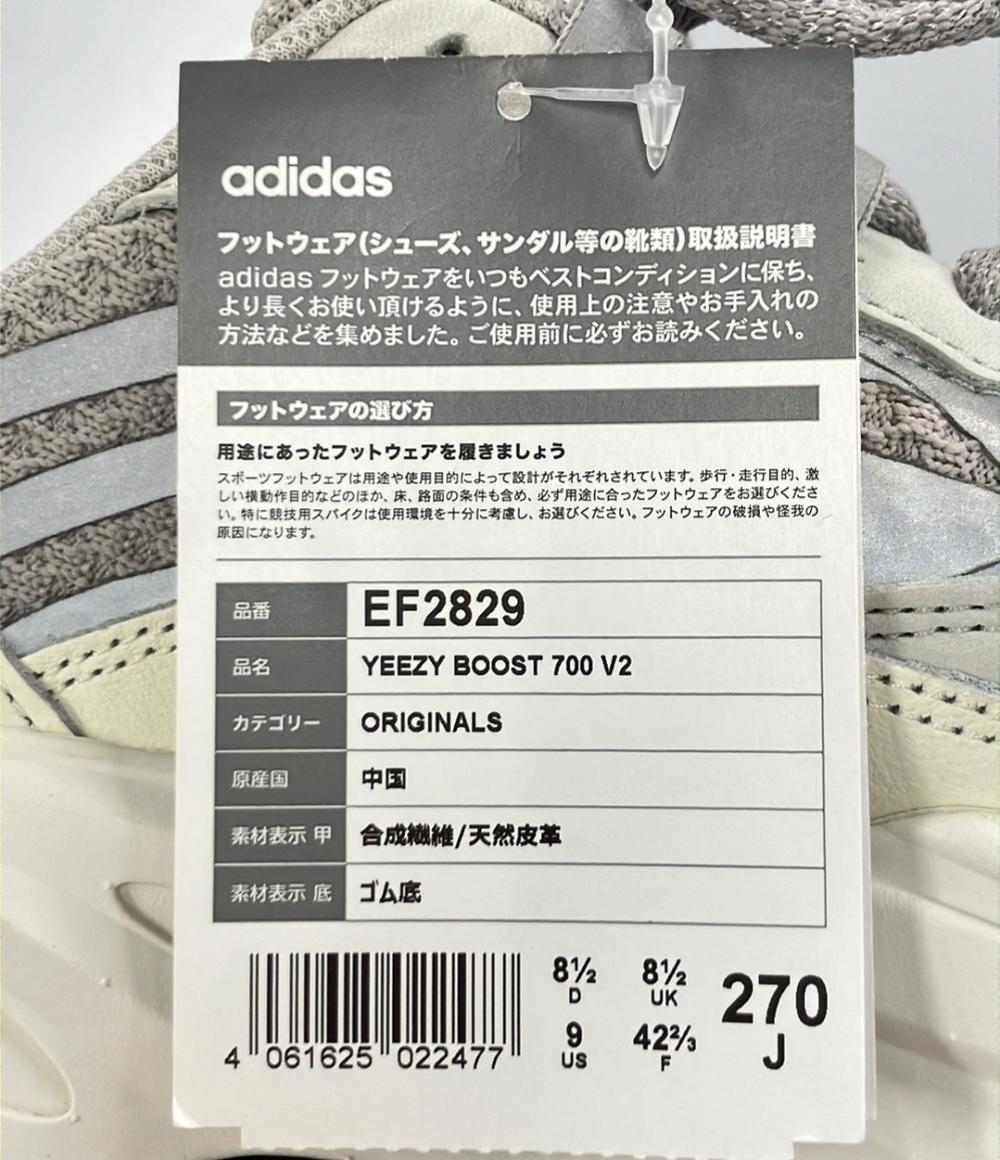 adidas
フットウェア(シューズ、サンダル等の靴類)取扱説明書
adidas フットウェアをいつもベストコンディションに保ち、
より長くお使い頂けるように、使用上の注意やお手入れの
方法などを集めました。ご使用前に必ずお読みください。
フットウェアの選び方
用途にあったフットウェアを履きましょう
スポーツフットウェアは用途や使用目的によって設計がそれぞれされています。歩行・走行目的、激
しい横動作目的などのほか、床、路面の条件も含め、必ず用途に合ったフットウェアをお選びくださ
い。特に競技用スパイクは使用環境を十分に考慮し、お選びください。フットウェアの破損や怪我の
原因になります。
品番 EF2829
品名 YEEZY BOOST 700 V2
カテゴリー ORIGINALS
原産国 中国
素材表示 甲 合成繊維/天然皮革
素材表示 底 ゴム底
8½ 8½ 270
D UK J
9 42⅔
US F
4 061625 022477